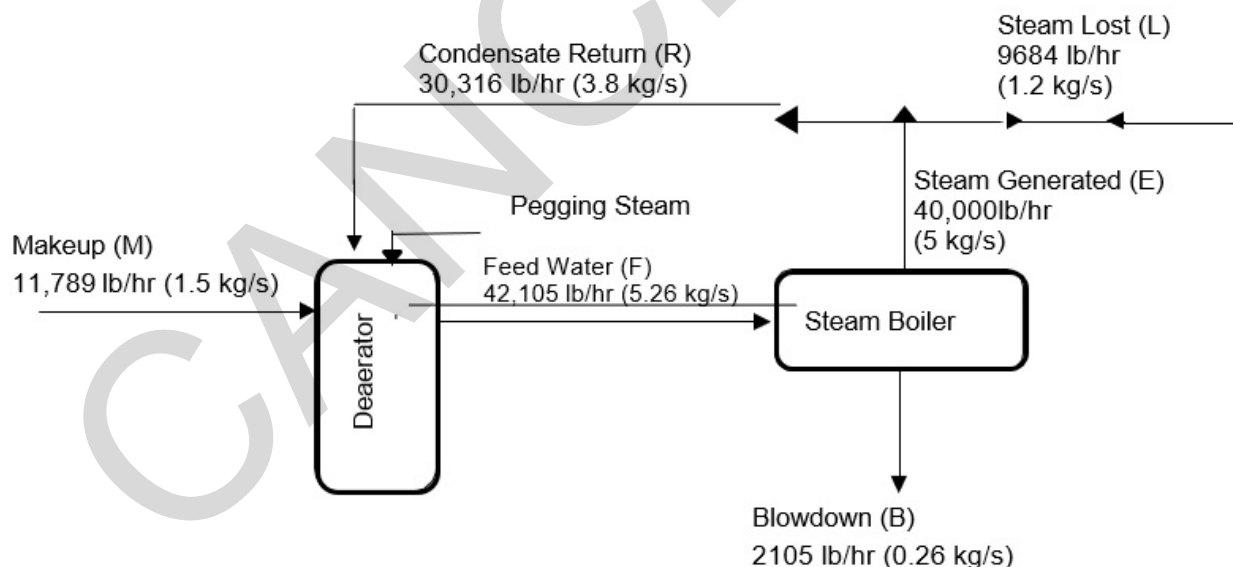 Steam Lost (L)
9684 lb/hr
(1.2 kg/s)
Condensate Return (R)
30,316 lb/hr (3.8 kg/s)
Steam Generated (E)
40,000lb/hr
(5 kg/s)
Pegging Steam
Makeup (M)
11,789 lb/hr (1.5 kg/s)
Feed Water (F)
42,105 lb/hr (5.26 kg/s)
Deaerator
Steam Boiler
Blowdown (B)
2105 lb/hr (0.26 kg/s)